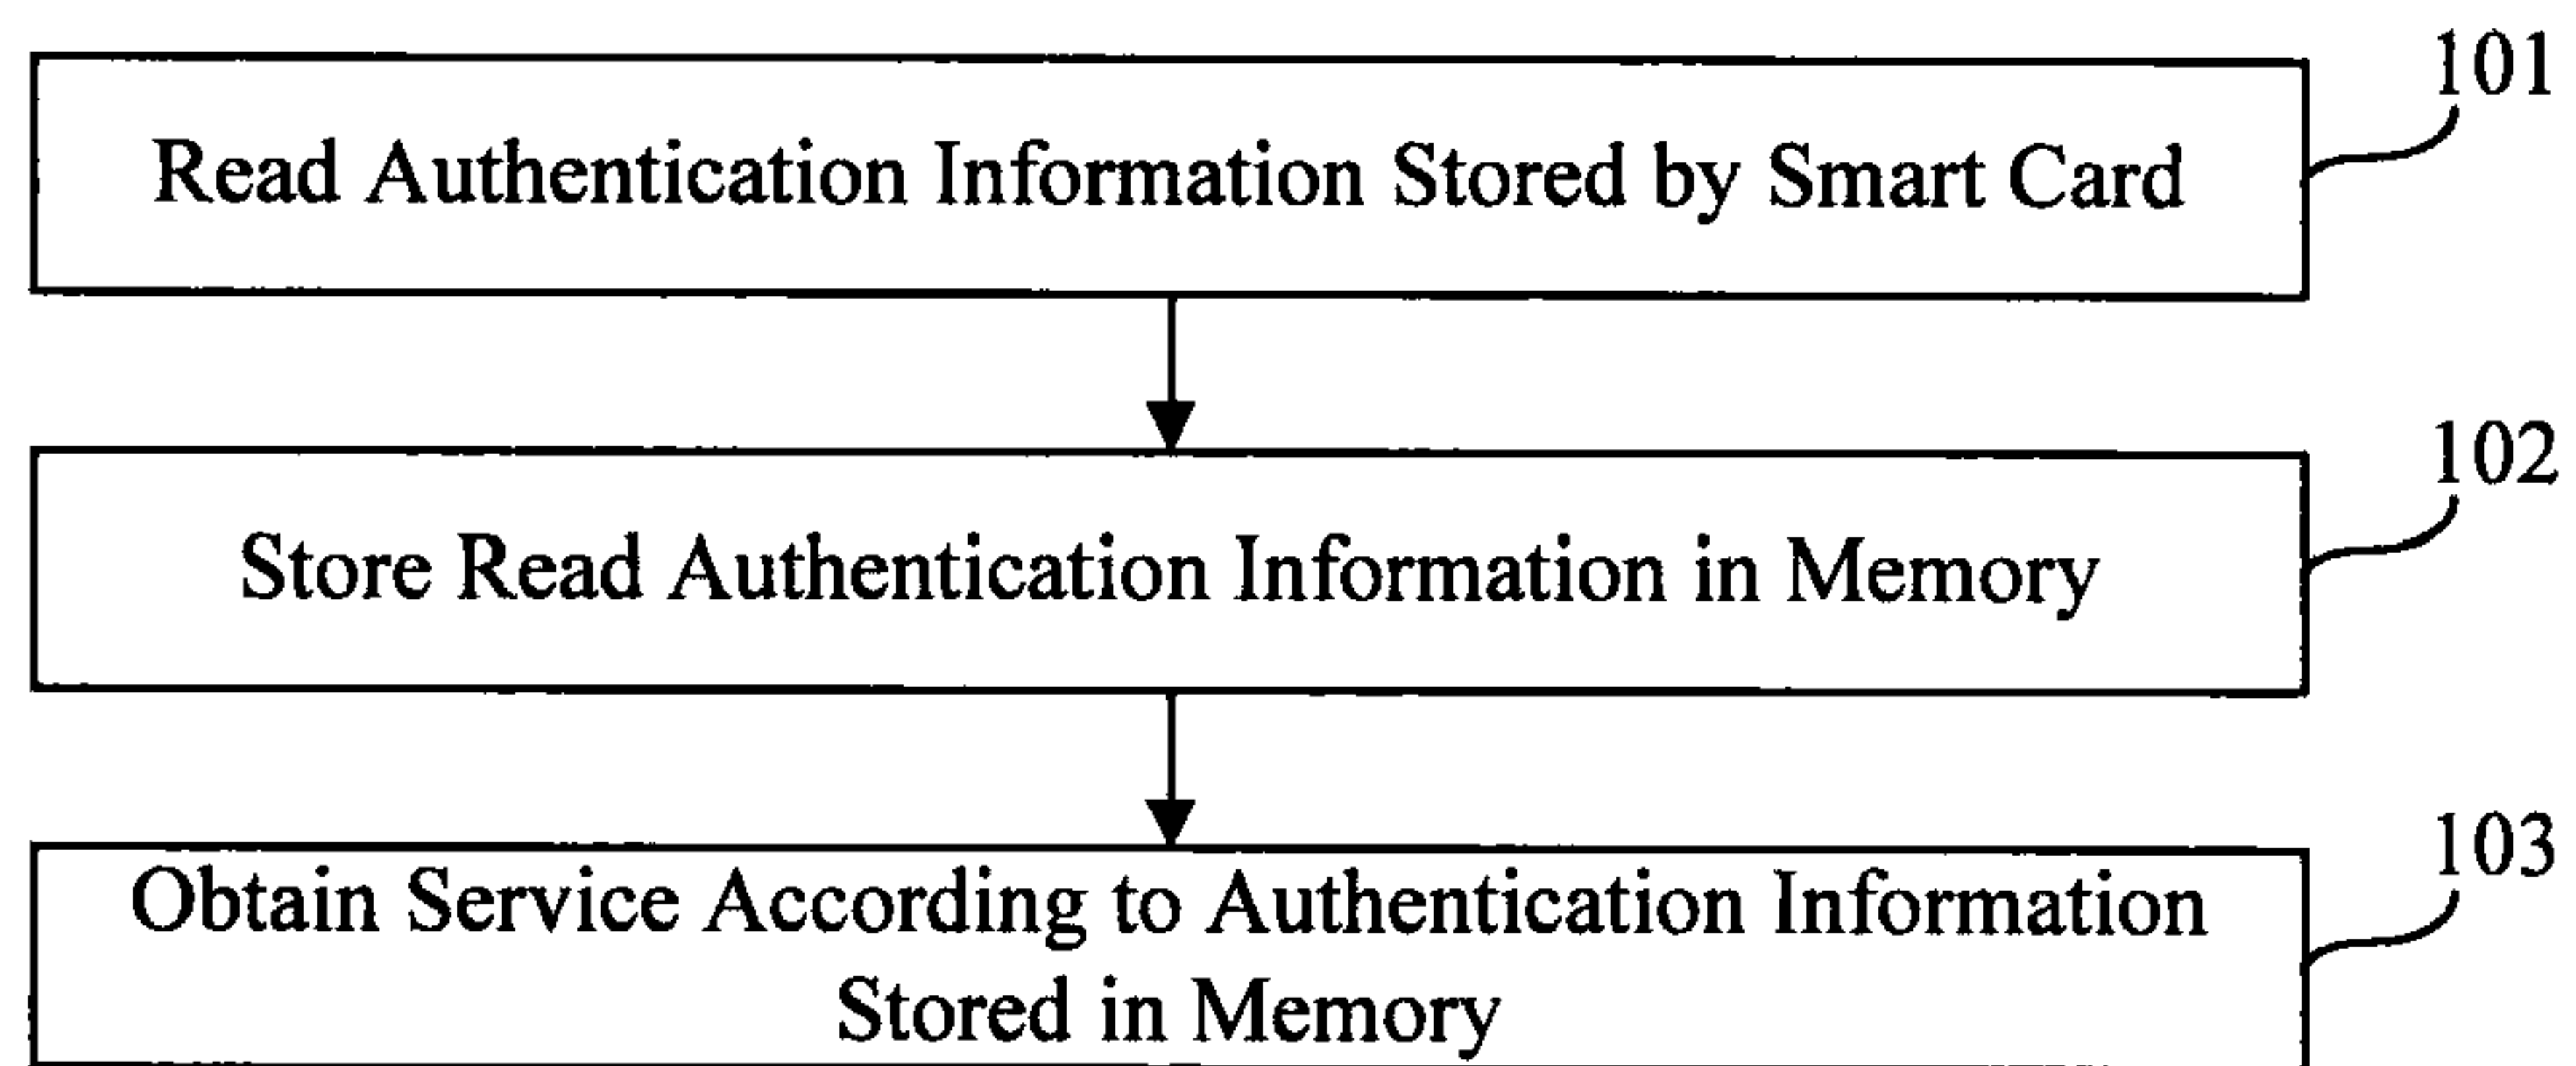 101
Read Authentication Information Stored by Smart Card
102
Store Read Authentication Information in Memory
103
Obtain Service According to Authentication Information
Stored in Memory